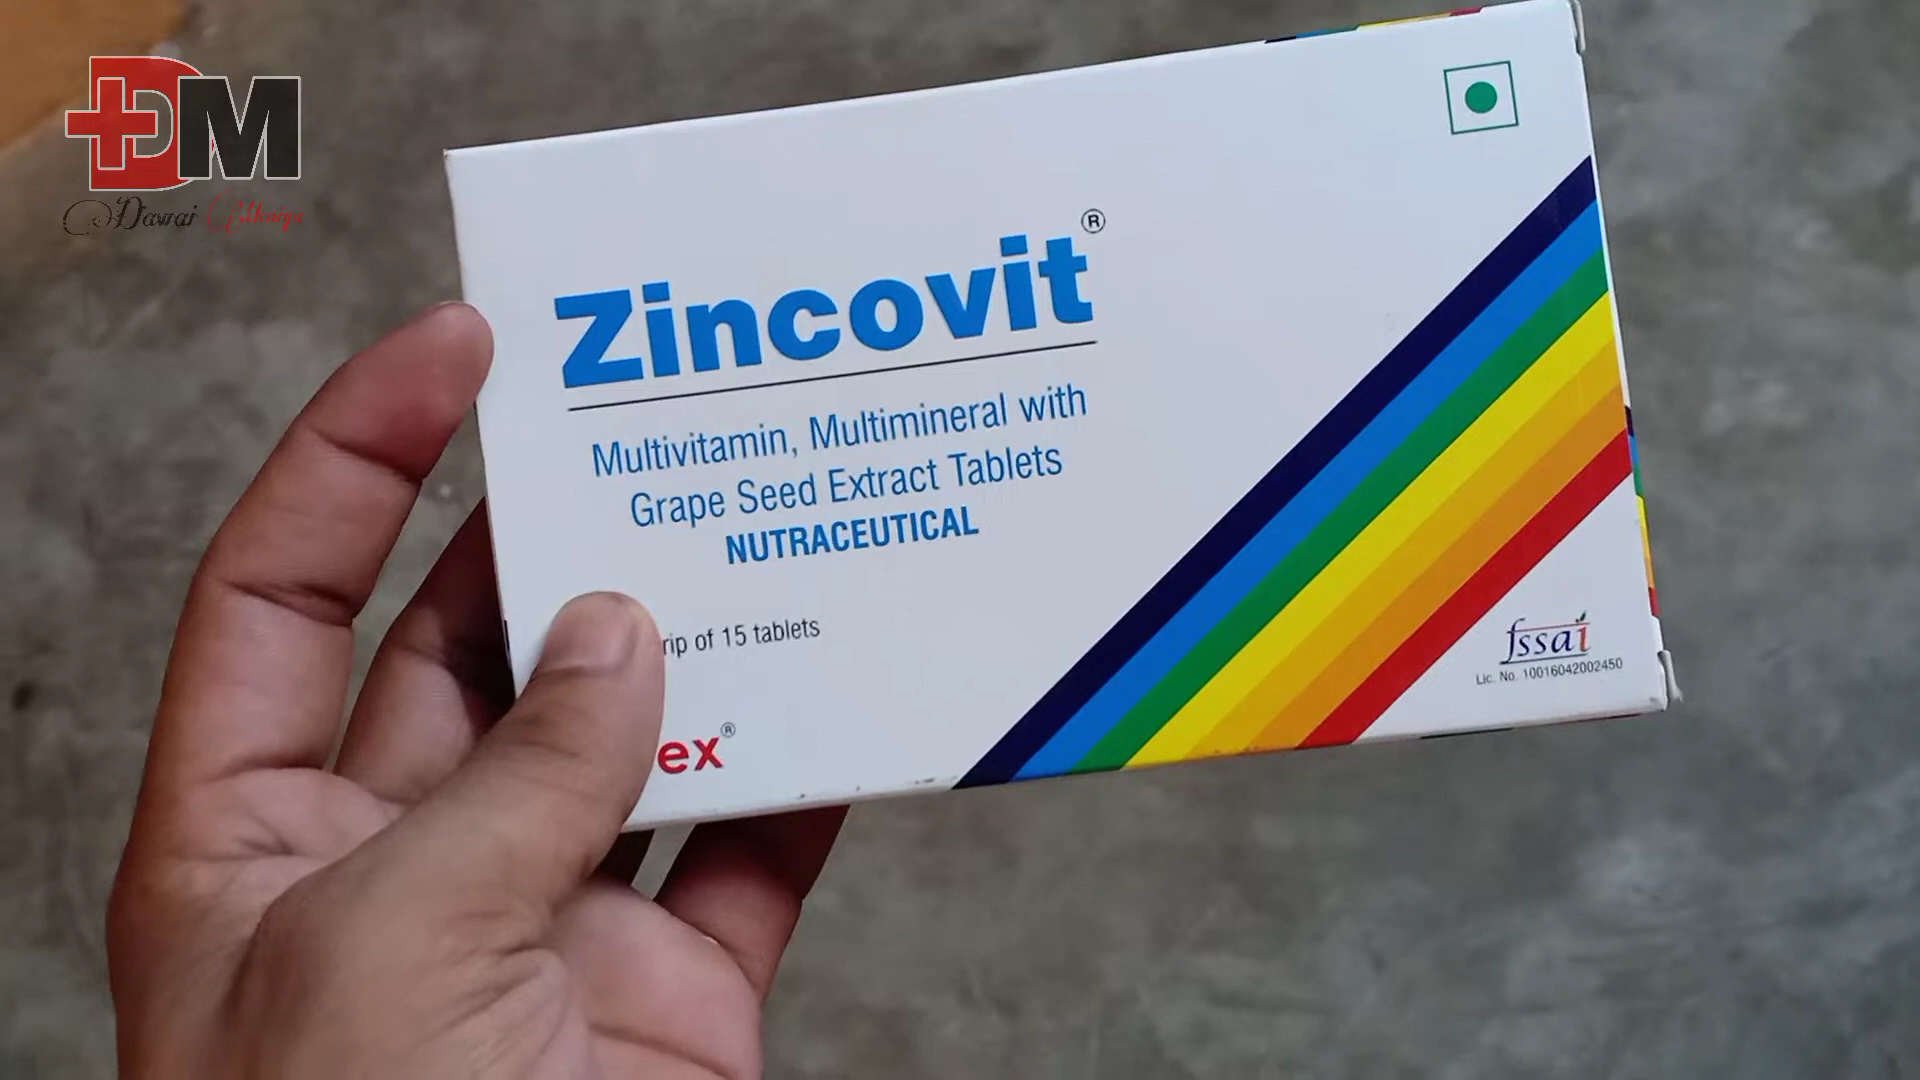 DM
Dawai
Zincovit®
Multivitamin, Multimineral with
Grape Seed Extract Tablets
NUTRACEUTICAL
rip of 15 tablets
ex®
fssai
Lic. No. 10016042002450